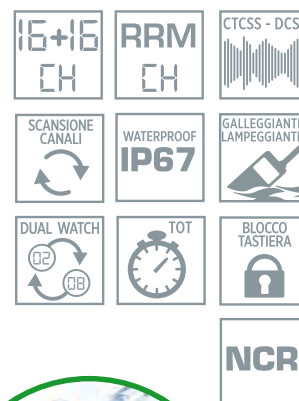 16+16
CH
RRM
CH
CTCSS - DCS
SCANSIONE
CANALI
WATERPROOF
IP67
GALLEGGIANTE
LAMPEGGIANTE
DUAL WATCH
02
08
TOT
BLOCCO
TASTIERA
NCR